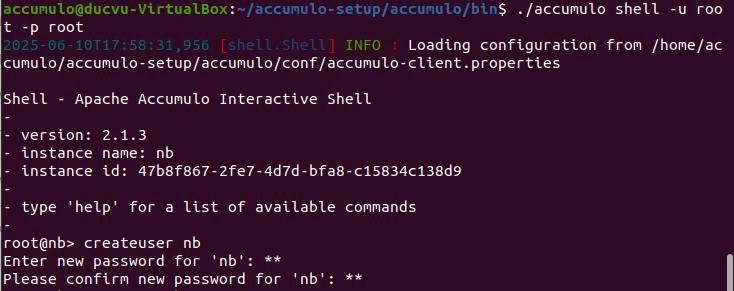 accumulo@ducvu-VirtualBox:~/accumulo-setup/accumulo/bin$ ./accumulo shell -u roo
t -p root
2025-06-10T17:58:31,956 [shell.Shell] INFO : Loading configuration from /home/ac
cumulo/accumulo-setup/accumulo/conf/accumulo-client.properties
Shell - Apache Accumulo Interactive Shell
-
- version: 2.1.3
- instance name: nb
- instance id: 47b8f867-2fe7-4d7d-bfa8-c15834c138d9
-
- type 'help' for a list of available commands
-
root@nb> createuser nb
Enter new password for 'nb': **
Please confirm new password for 'nb': **